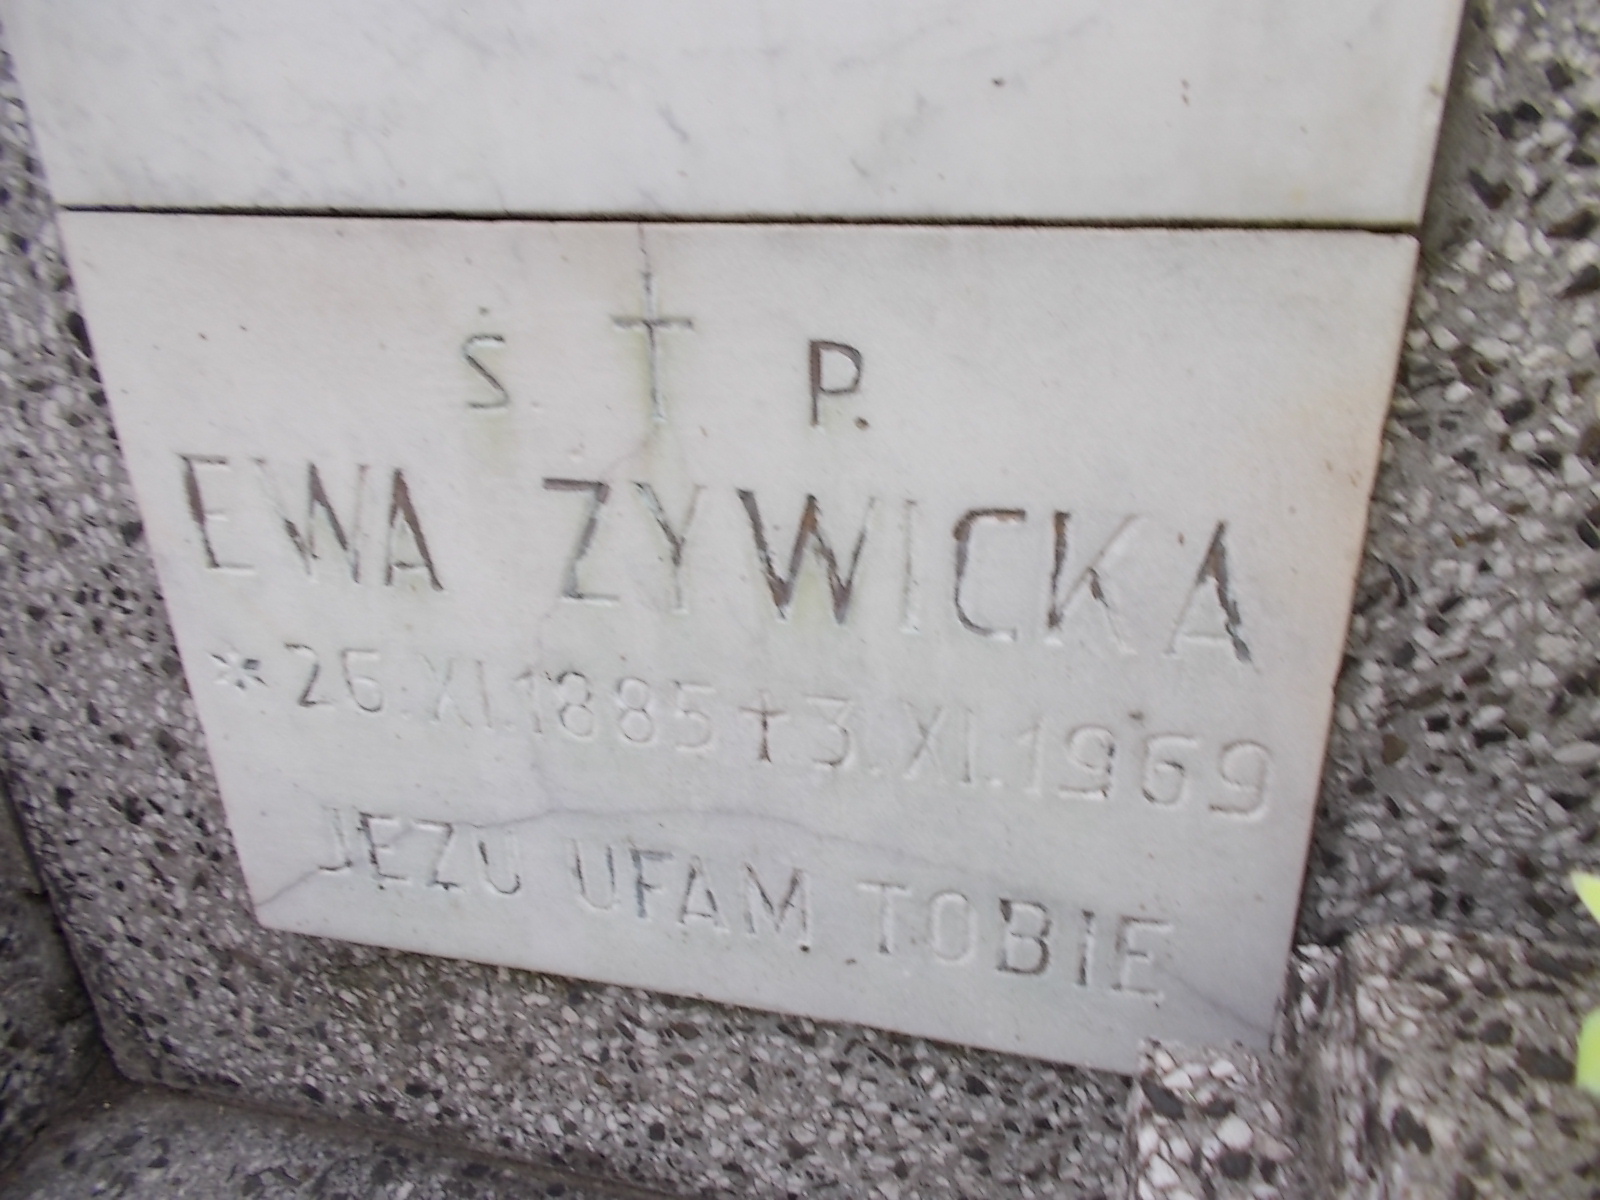 Ś. † P.
EWA ŻYWICKA
* 26. XI. 1885 † 3. XI. 1969
JEZU UFAM TOBIE